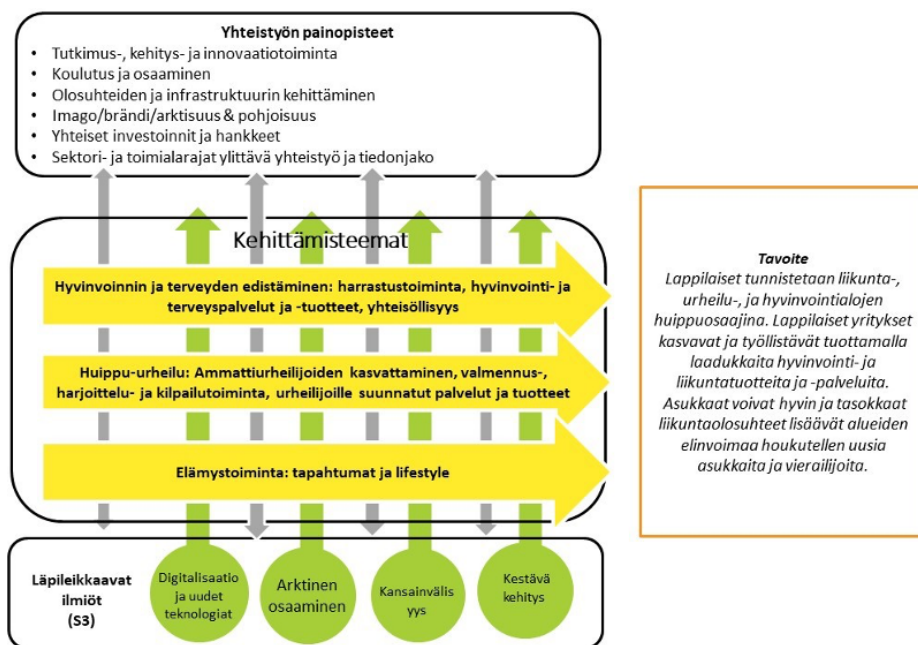 Yhteistyön painopisteet
• Tutkimus-, kehitys- ja innovaatiotoiminta
• Koulutus ja osaaminen
• Olosuhteiden ja infrastruktuurin kehittäminen
• Imago/brändi/arktisuus & pohjoisuus
• Yhteiset investoinnit ja hankkeet
• Sektori- ja toimialarajat ylittävä yhteistyö ja tiedonjako
Kehittämisteemat
Hyvinvoinnin ja terveyden edistäminen: harrastustoiminta, hyvinvointi- ja
terveyspalvelut ja -tuotteet, yhteisöllisyys
Huippu-urheilu: Ammattiurheilijoiden kasvattaminen, valmennus-,
harjoittelu- ja kilpailutoiminta, urheilijoille suunnatut palvelut ja tuotteet
Elämystoiminta: tapahtumat ja lifestyle
Läpileikkaavat
ilmiöt
(S3)
Digitalisaatio
ja uudet
teknologiat
Arktinen
osaaminen
Kansainvälis
yys
Kestävä
kehitys
Tavoite
Lappilaiset tunnistetaan liikunta-,
urheilu-, ja hyvinvointialojen
huippuosaajina. Lappilaiset yritykset
kasvavat ja työllistävät tuottamalla
laadukkaita hyvinvointi- ja
liikuntatuotteita ja -palveluita.
Asukkaat voivat hyvin ja tasokkaat
liikuntaolosuhteet lisäävät alueiden
elinvoimaa houkutellen uusia
asukkaita ja vierailijoita.